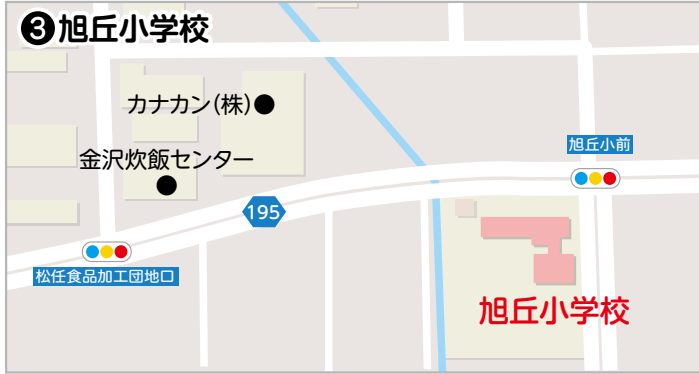 ❸旭丘小学校
カナカン(株)
金沢炊飯センター
旭丘小前
195
松任食品加工団地口
旭丘小学校